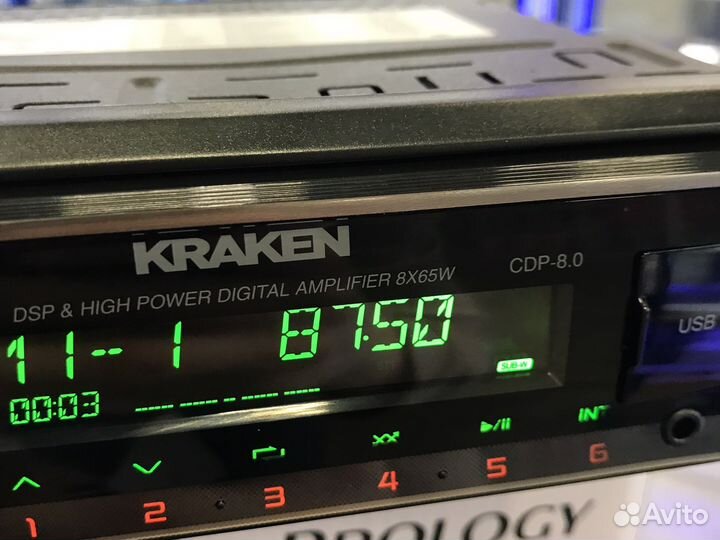 KRAKEN
CDP-8.0
DSP & HIGH POWER DIGITAL AMPLIFIER 8X65W
11--1 87.50
USB
SUB-W
00:03
INT
1 2 3 4 5 6
PROLOGY
Avito